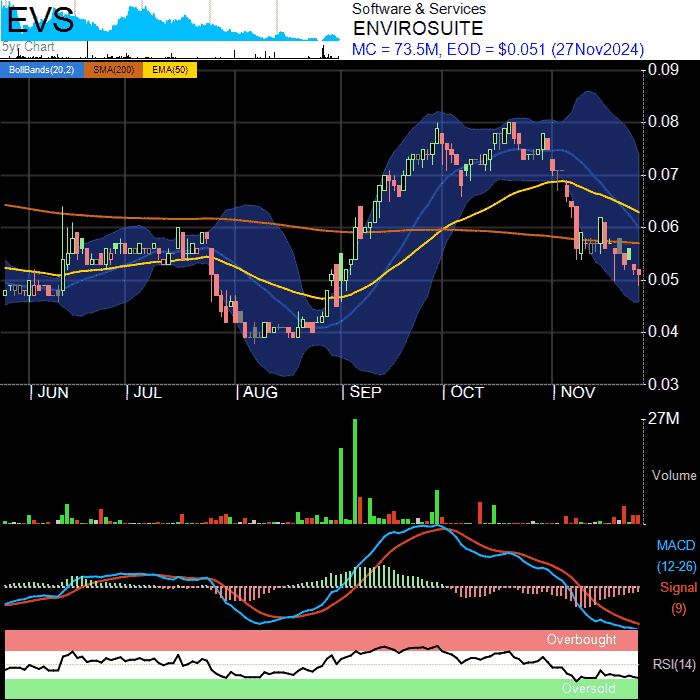 EVS
5yr Chart
Software & Services
ENVIROSUITE
MC = 73.5M, EOD = $0.051 (27Nov2024)
BollBands(20,2) SMA(200) EMA(50)
0.09
0.08
0.07
0.06
0.05
0.04
0.03
JUN JUL AUG SEP OCT NOV
27M
Volume
MACD
(12-26)
Signal
(9)
Overbought
RSI(14)
Oversold